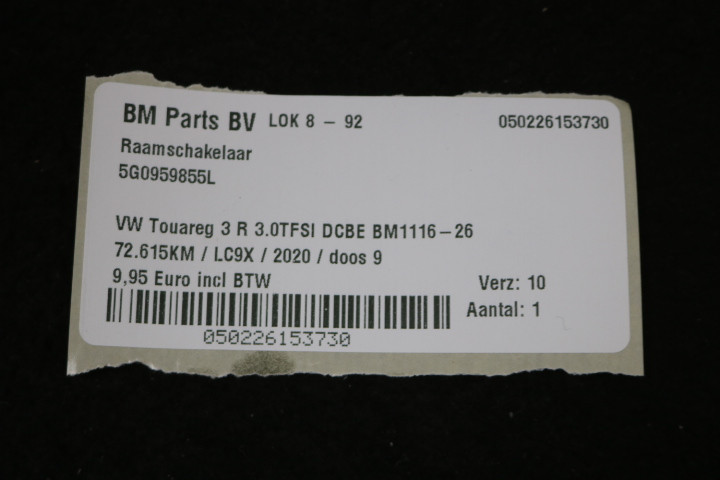 BM Parts BV LOK 8 - 92 050226153730
Raamschakelaar
5G0959855L
VW Touareg 3 R 3.0TFSI DCBE BM1116-26
72.615KM / LC9X / 2020 / doos 9
9,95 Euro incl BTW Verz: 10
Aantal: 1
050226153730